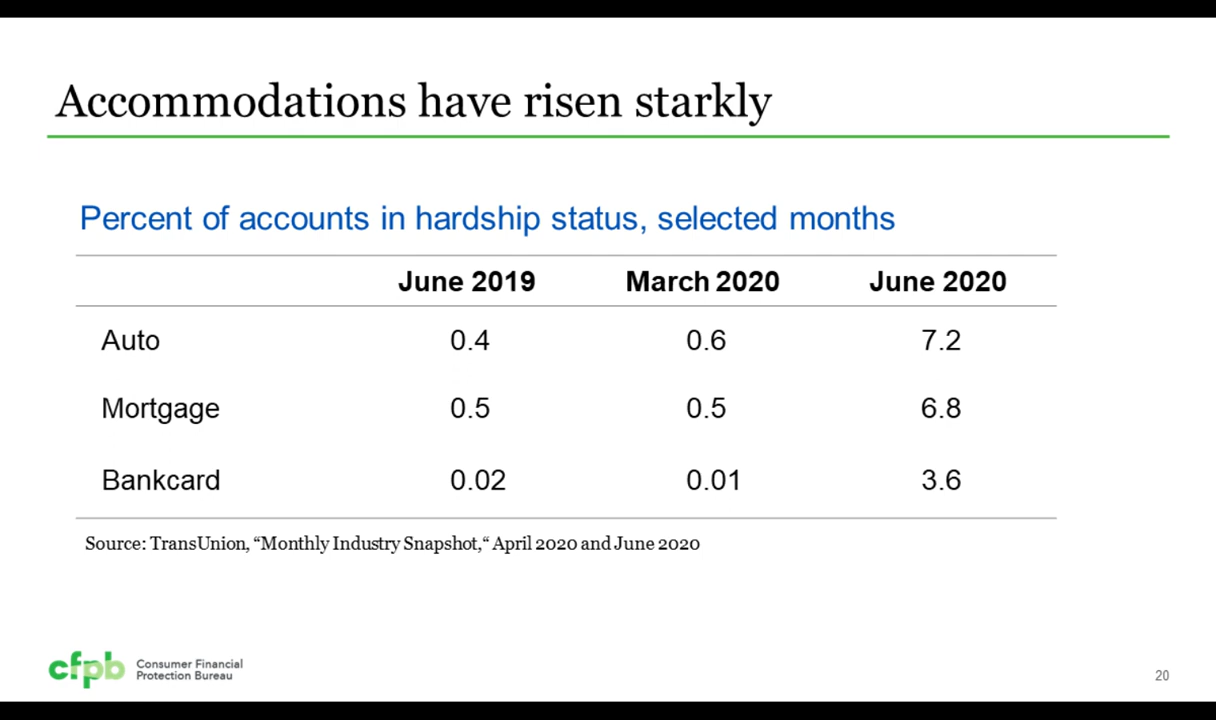 Accommodations have risen starkly
Percent of accounts in hardship status, selected months
June 2019 March 2020 June 2020
Auto 0.4 0.6 7.2
Mortgage 0.5 0.5 6.8
Bankcard 0.02 0.01 3.6
Source: TransUnion, “Monthly Industry Snapshot,“ April 2020 and June 2020
cfpb Consumer Financial
Protection Bureau
20